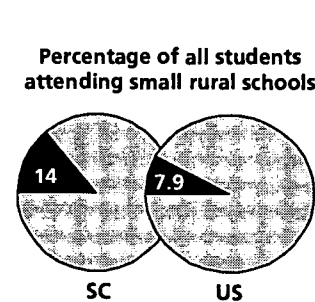 Percentage of all students
attending small rural schools
14
7.9
SC
US